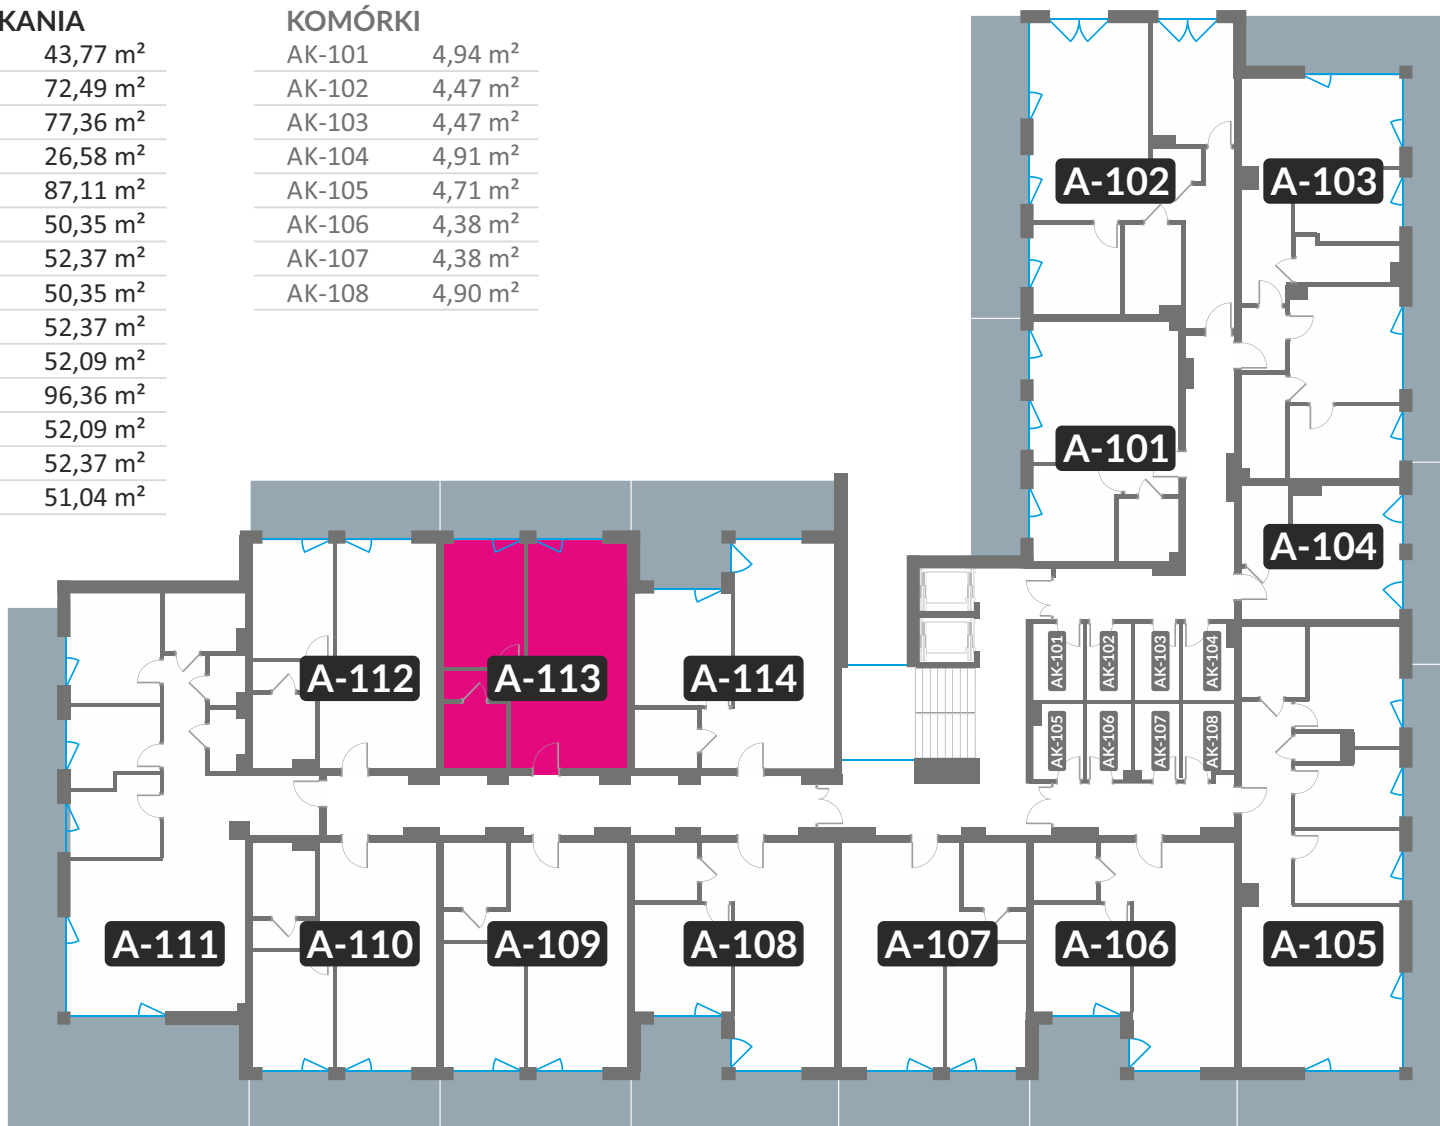 KANIA
43,77 m²
72,49 m²
77,36 m²
26,58 m²
87,11 m²
50,35 m²
52,37 m²
50,35 m²
52,37 m²
52,09 m²
96,36 m²
52,09 m²
52,37 m²
51,04 m²
KOMÓRKI
AK-101 4,94 m²
AK-102 4,47 m²
AK-103 4,47 m²
AK-104 4,91 m²
AK-105 4,71 m²
AK-106 4,38 m²
AK-107 4,38 m²
AK-108 4,90 m²
A-102
A-103
A-101
A-104
AK-101
AK-102
AK-103
AK-104
A-112
A-113
A-114
AK-105
AK-106
AK-107
AK-108
A-111
A-110
A-109
A-108
A-107
A-106
A-105